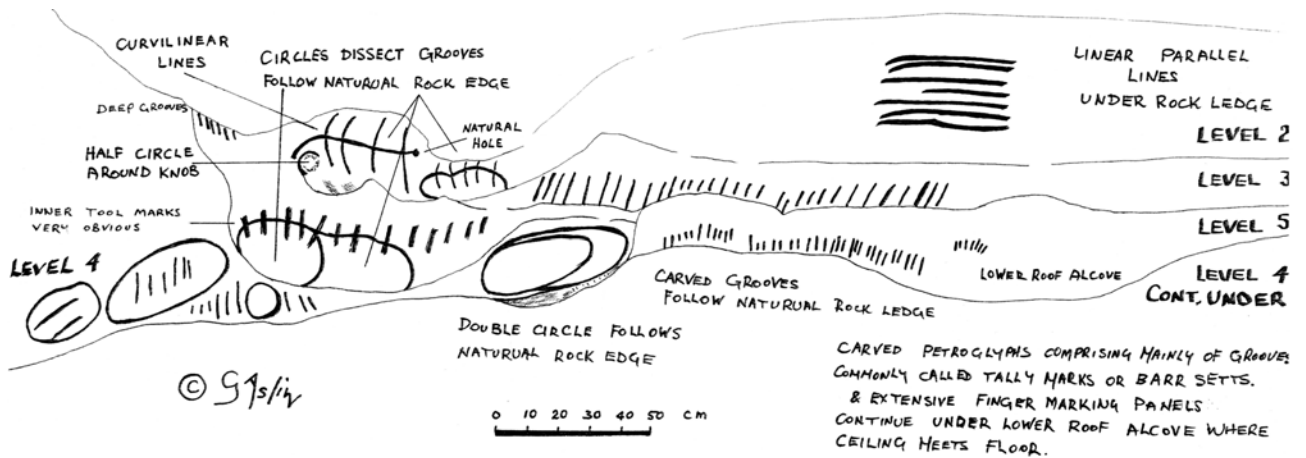 CURVILINEAR
LINES
CIRCLES DISSECT GROOVES
FOLLOW NATURUAL ROCK EDGE
DEEP GROOVES
NATURAL
HOLE
HALF CIRCLE
AROUND KNOB
INNER TOOL MARKS
VERY OBVIOUS
LEVEL 4
LINEAR PARALLEL
LINES
UNDER ROCK LEDGE
LEVEL 2
LEVEL 3
LEVEL 5
LOWER ROOF ALCOVE
LEVEL 4
CONT, UNDER
CARVED GROOVES
FOLLOW NATURUAL ROCK LEDGE
DOUBLE CIRCLE FOLLOWS
NATURUAL ROCK EDGE
©
0 10 20 30 40 50 cm
CARVED PETROGLYPHS COMPRISING MAINLY OF GROOVES
COMMONLY CALLED TALLY MARKS OR BARR SETTS.
& EXTENSIVE FINGER MARKING PANELS
CONTINUE UNDER LOWER ROOF ALCOVE WHERE
CEILING MEETS FLOOR.